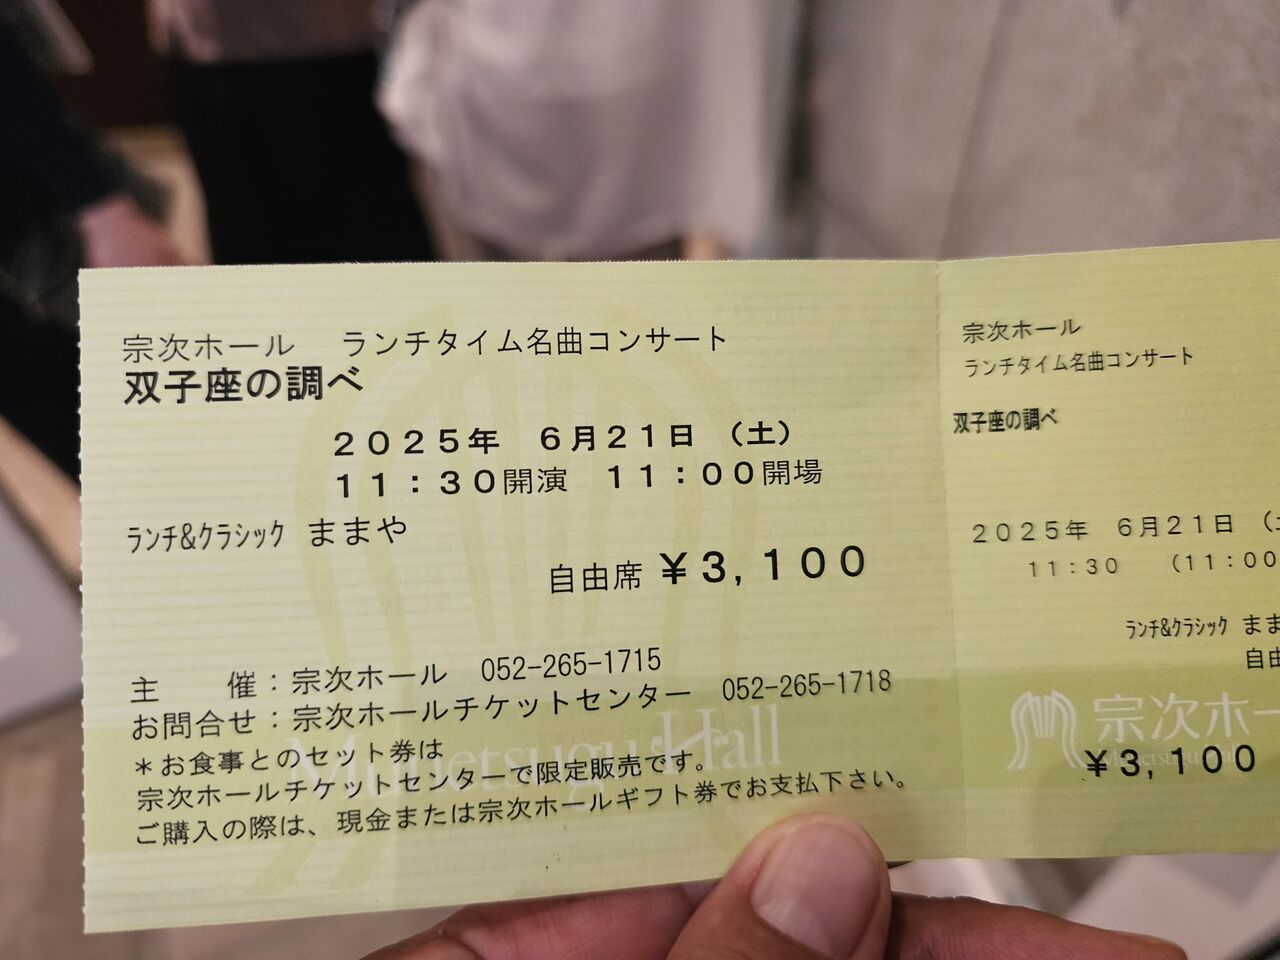 宗次ホール　ランチタイム名曲コンサート
双子座の調べ
２０２５年　６月２１日　（土）
１１：３０開演　１１：００開場
ﾗﾝﾁ&ｸﾗｼｯｸ ままや
自由席 ￥３，１００
主　　催：宗次ホール　052-265-1715
お問合せ：宗次ホールチケットセンター　052-265-1718
＊お食事とのセット券は
宗次ホールチケットセンターで限定販売です。
ご購入の際は、現金または宗次ホールギフト券でお支払下さい。
Munetsugu Hall
宗次ホール
ランチタイム名曲コンサート
双子座の調べ
２０２５年　６月２１日　（
１１：３０　（１１：００
ﾗﾝﾁ&ｸﾗｼｯｸ まま
自由
宗次ホー
￥３，１００